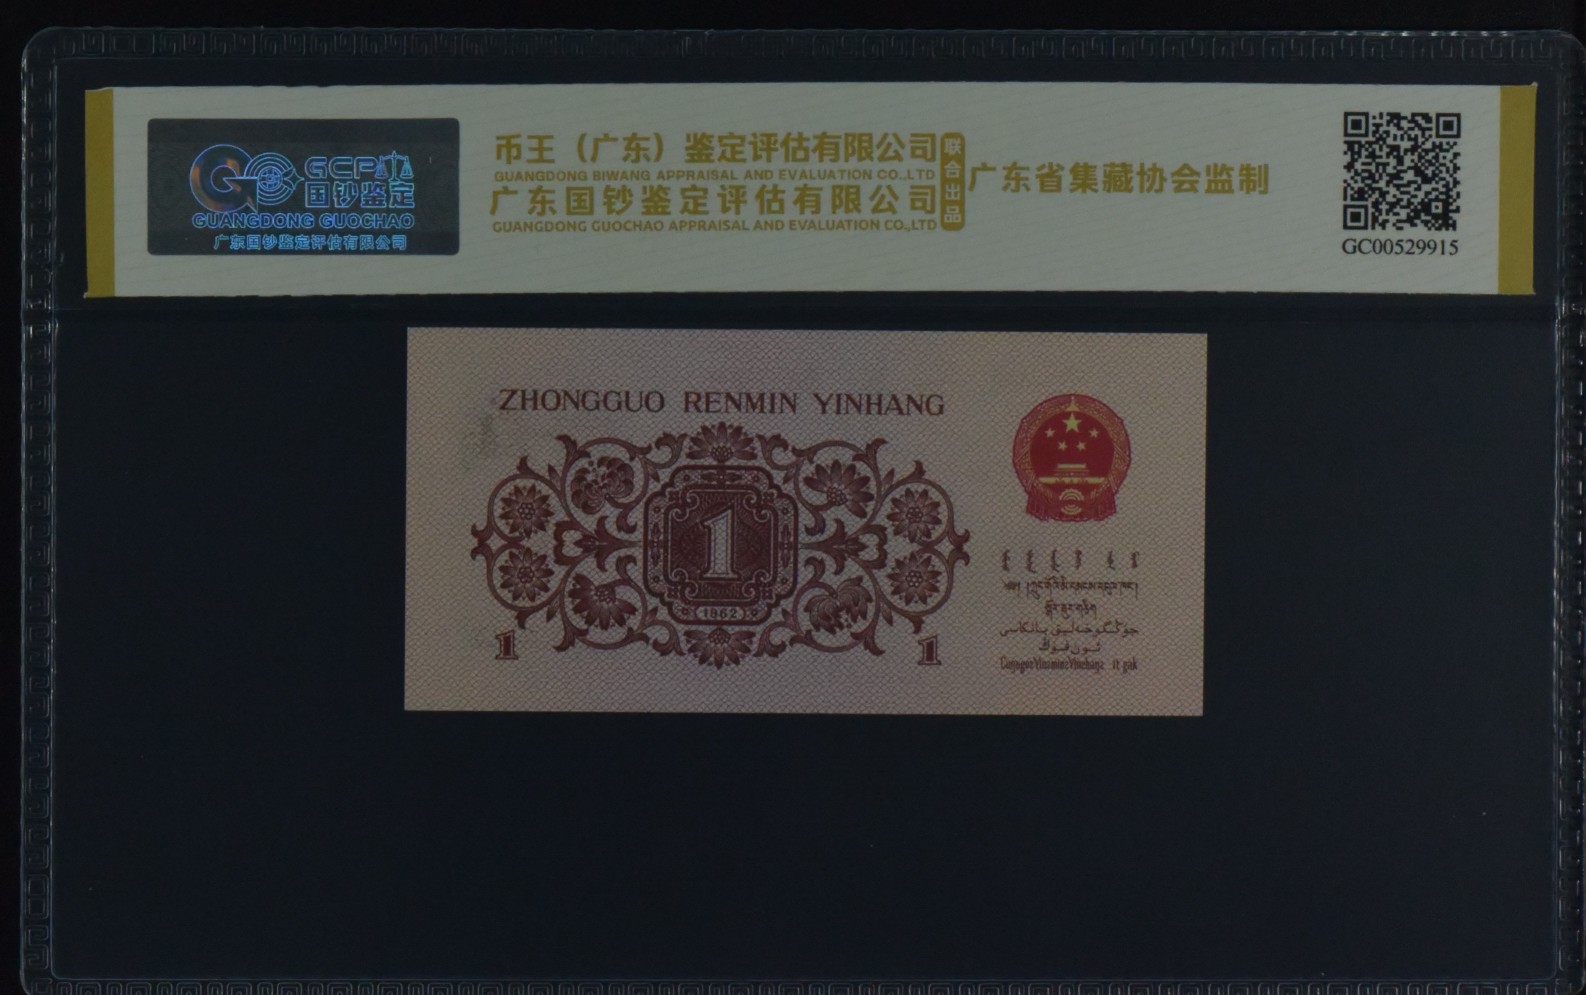 GCP
国钞鉴定
GUANGDONG GUOCHAO
广东国钞鉴定评估有限公司
币王（广东）鉴定评估有限公司
GUANGDONG BIWANG APPRAISAL AND EVALUATION CO.,LTD
广东国钞鉴定评估有限公司
GUANGDONG GUOCHAO APPRAISAL AND EVALUATION CO.,LTD
联合出品
广东省集藏协会监制
GC00529915
ZHONGGUO RENMIN YINHANG
1
1962
1
1